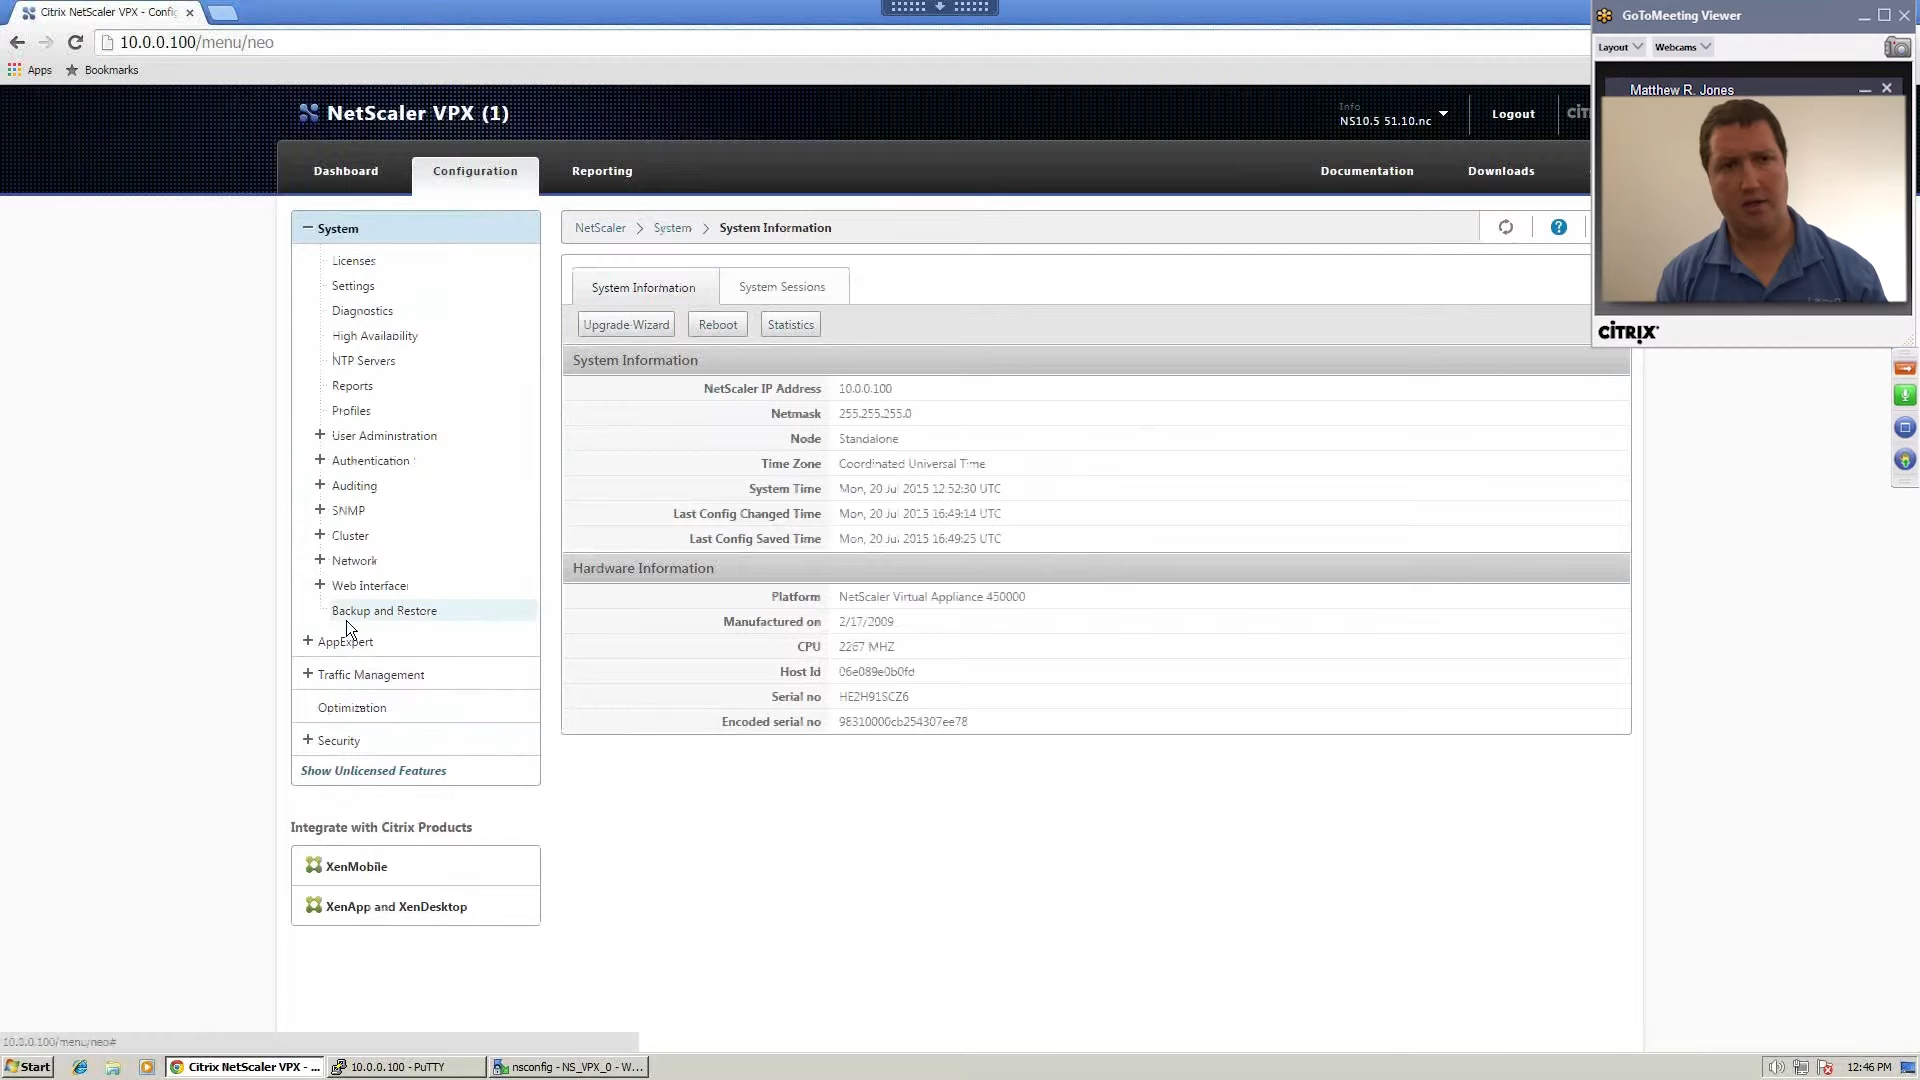 Citrix NetScaler VPX - Config
GoToMeeting Viewer
10.0.0.100/menu/neo
Layout
Webcams
Apps
Bookmarks
Matthew R. Jones
NetScaler VPX (1)
Info
NS10.5 51.10.nc
Logout
Dashboard
Configuration
Reporting
Documentation
Downloads
System
Licenses
Settings
Diagnostics
High Availability
NTP Servers
Reports
Profiles
User Administration
Authentication
Auditing
SNMP
Cluster
Network
Web Interface
Backup and Restore
AppExpert
Traffic Management
Optimization
Security
Show Unlicensed Features
Integrate with Citrix Products
XenMobile
XenApp and XenDesktop
NetScaler
System
System Information
System Information
System Sessions
Upgrade Wizard
Reboot
Statistics
System Information
NetScaler IP Address 10.0.0.100
Netmask 255.255.255.0
Node Standalone
Time Zone Coordinated Universal Time
System Time Mon, 20 Jul 2015 12:52:30 UTC
Last Config Changed Time Mon, 20 Jul 2015 16:49:14 UTC
Last Config Saved Time Mon, 20 Jul 2015 16:49:25 UTC
Hardware Information
Platform NetScaler Virtual Appliance 450000
Manufactured on 2/17/2009
CPU 2267 MHZ
Host Id 06e089e0b0fd
Serial no HE2H91SCZ6
Encoded serial no 98310000cb254307ee78
CITRIX
10.0.0.100/menu/neo#
Start
Citrix NetScaler VPX - ...
10.0.0.100 - PuTTY
nsconfig - NS_VPX_0 - W...
12:46 PM